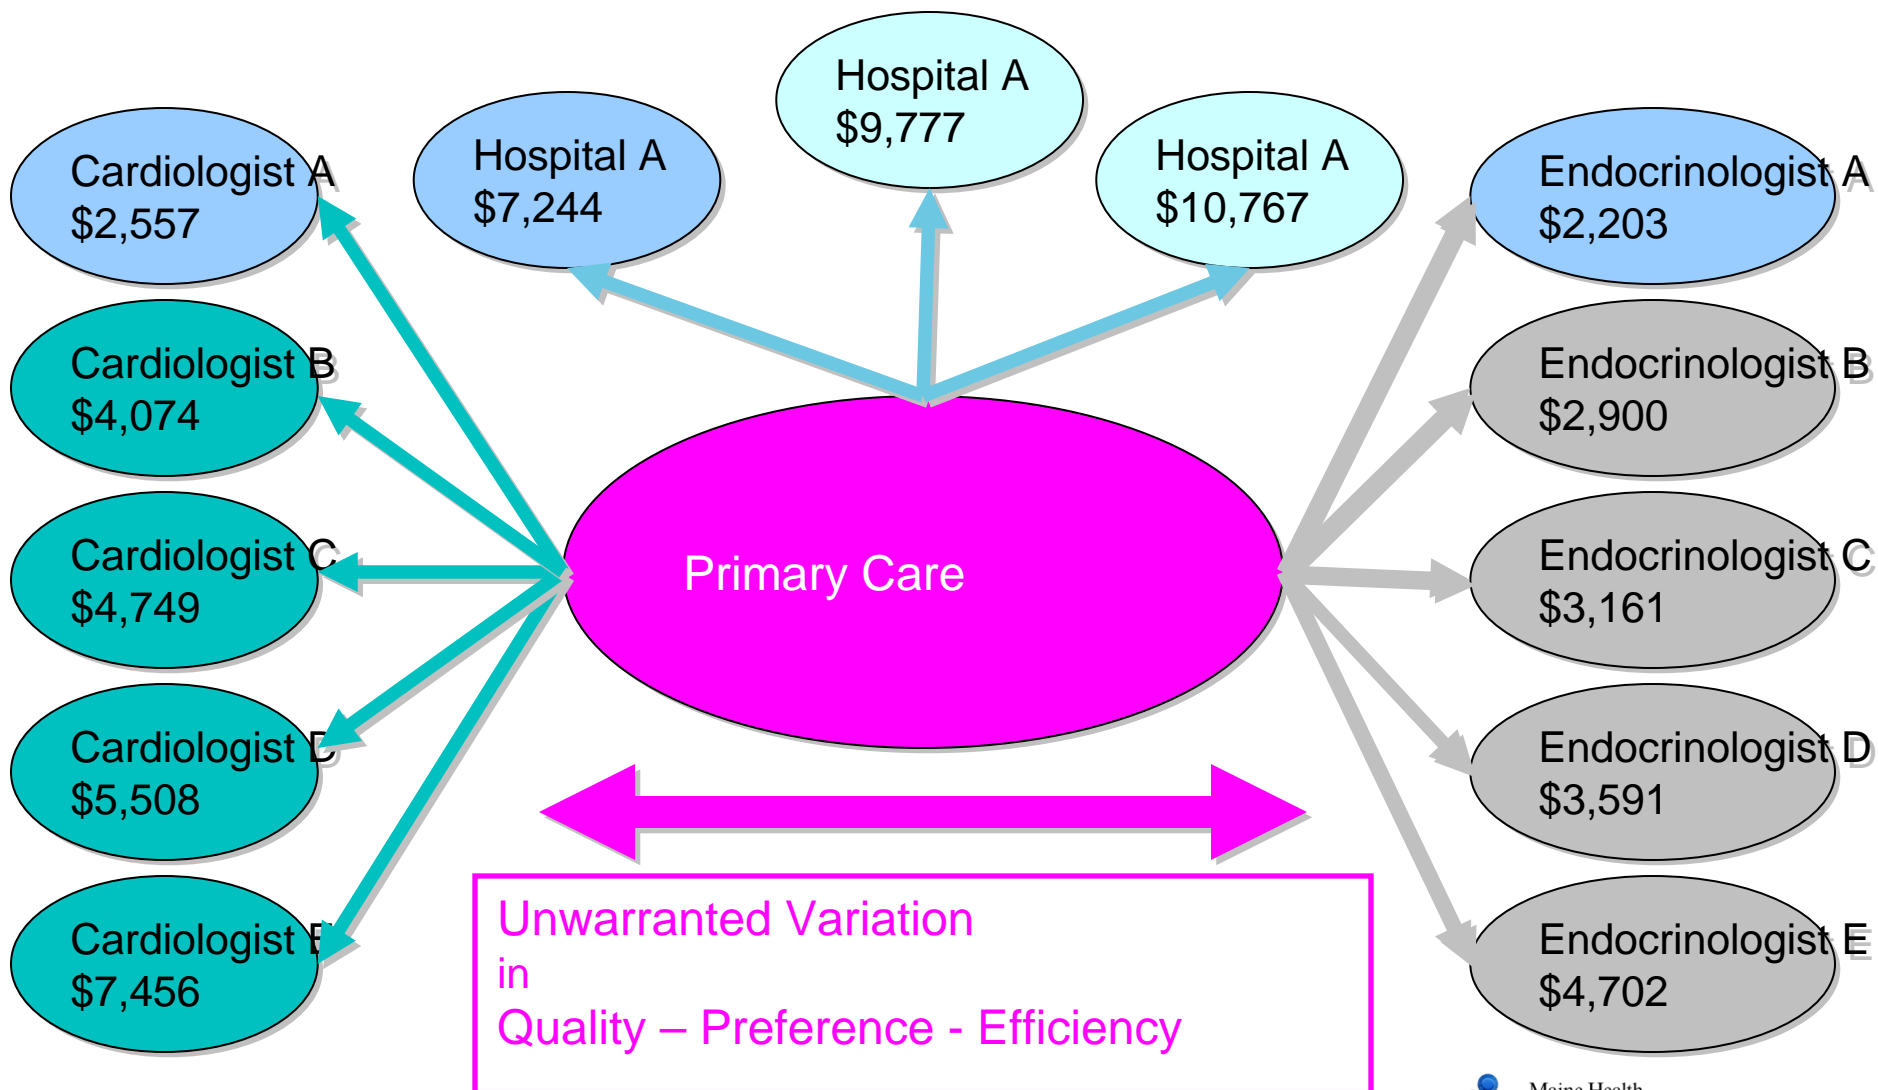 Hospital A
$9,777
Hospital A
$7,244
Hospital A
$10,767
Cardiologist A
$2,557
Cardiologist B
$4,074
Cardiologist C
$4,749
Cardiologist D
$5,508
Cardiologist E
$7,456
Primary Care
Endocrinologist A
$2,203
Endocrinologist B
$2,900
Endocrinologist C
$3,161
Endocrinologist D
$3,591
Endocrinologist E
$4,702
Unwarranted Variation
in
Quality – Preference - Efficiency
Maine Health